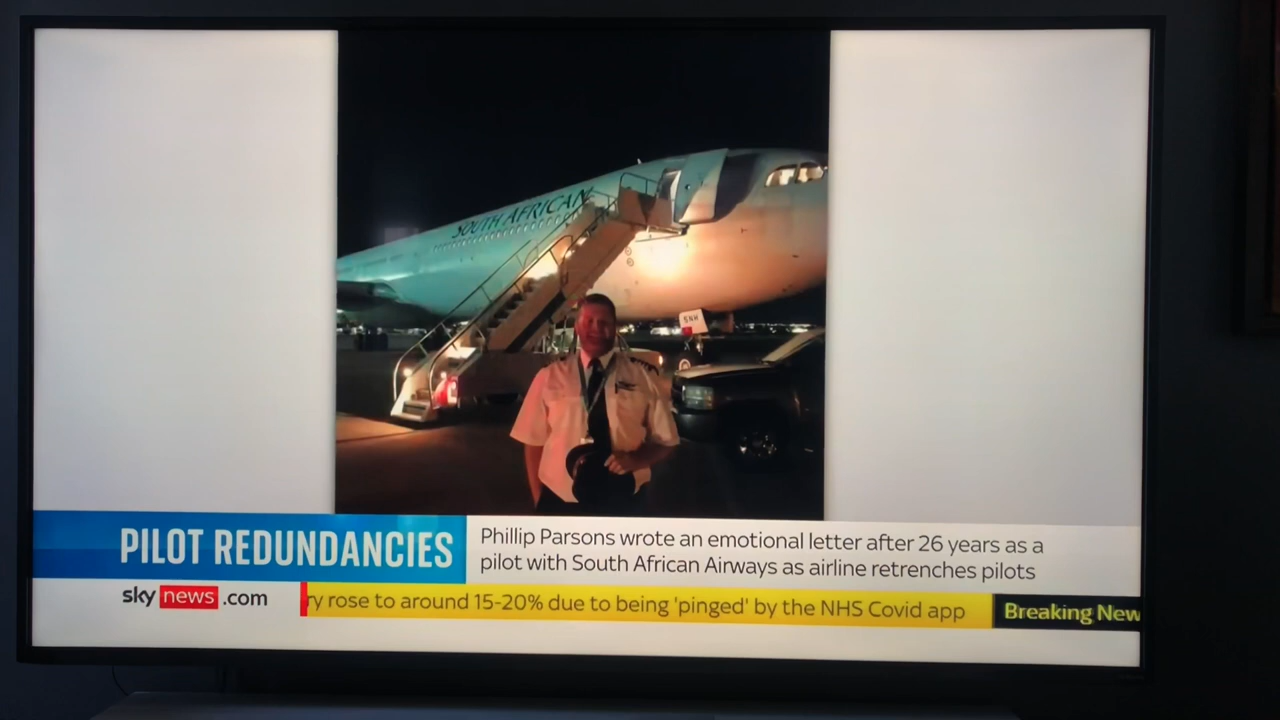 SOUTH AFRICAN
SNH
PILOT REDUNDANCIES
Phillip Parsons wrote an emotional letter after 26 years as a
pilot with South African Airways as airline retrenches pilots
sky news .com
ry rose to around 15-20% due to being 'pinged' by the NHS Covid app
Breaking New